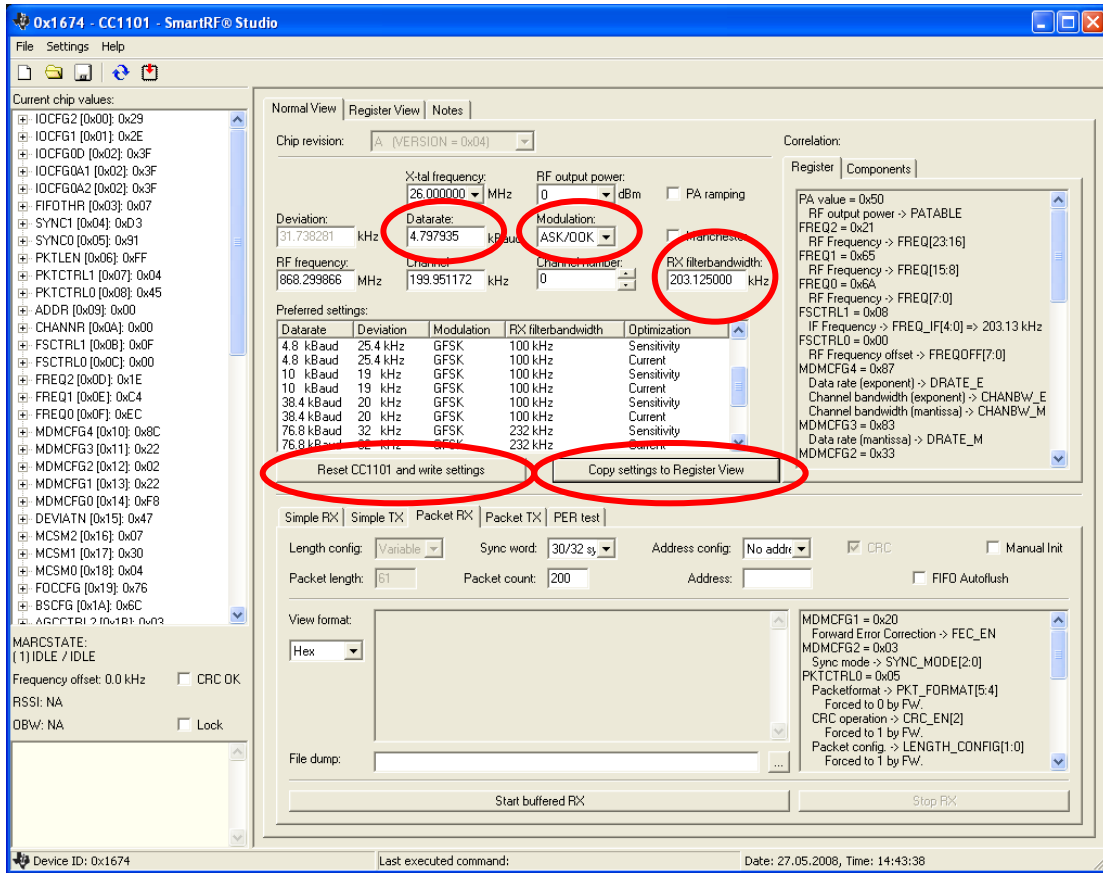 0x1674 - CC1101 - SmartRF® Studio
File Settings Help
Current chip values:
IOCFG2 [0x00]: 0x29
IOCFG1 [0x01]: 0x2E
IOCFG0D [0x02]: 0x3F
IOCFG0A1 [0x02]: 0x3F
IOCFG0A2 [0x02]: 0x3F
FIFOTHR [0x03]: 0x07
SYNC1 [0x04]: 0xD3
SYNC0 [0x05]: 0x91
PKTLEN [0x06]: 0xFF
PKTCTRL1 [0x07]: 0x04
PKTCTRL0 [0x08]: 0x45
ADDR [0x09]: 0x00
CHANNR [0x0A]: 0x00
FSCTRL1 [0x0B]: 0x0F
FSCTRL0 [0x0C]: 0x00
FREQ2 [0x0D]: 0x1E
FREQ1 [0x0E]: 0xC4
FREQ0 [0x0F]: 0xEC
MDMCFG4 [0x10]: 0x8C
MDMCFG3 [0x11]: 0x22
MDMCFG2 [0x12]: 0x02
MDMCFG1 [0x13]: 0x22
MDMCFG0 [0x14]: 0xF8
DEVIATN [0x15]: 0x47
MCSM2 [0x16]: 0x07
MCSM1 [0x17]: 0x30
MCSM0 [0x18]: 0x04
FOCCFG [0x19]: 0x76
BSCFG [0x1A]: 0x6C
AGCCTRL2 [0x1B]: 0x03
MARCSTATE:
(1) IDLE / IDLE
Frequency offset: 0.0 kHz CRC OK
RSSI: NA
OBW: NA Lock
Normal View Register View Notes
Chip revision: A (VERSION = 0x04)
X-tal frequency: RF output power:
26.000000 MHz 0 dBm PA ramping
Deviation: Datarate: Modulation:
31.738281 kHz 4.797935 kBaud ASK/OOK Manchester
RF frequency: Channel Channel number: RX filterbandwidth:
868.299866 MHz 199.951172 kHz 0 203.125000 kHz
Preferred settings:
Datarate Deviation Modulation RX filterbandwidth Optimization
4.8 kBaud 25.4 kHz GFSK 100 kHz Sensitivity
4.8 kBaud 25.4 kHz GFSK 100 kHz Current
10 kBaud 19 kHz GFSK 100 kHz Sensitivity
10 kBaud 19 kHz GFSK 100 kHz Current
38.4 kBaud 20 kHz GFSK 100 kHz Sensitivity
38.4 kBaud 20 kHz GFSK 100 kHz Current
76.8 kBaud 32 kHz GFSK 232 kHz Sensitivity
76.8 kBaud kHz GFSK 232 kHz Current
Reset CC1101 and write settings Copy settings to Register View
Correlation:
Register Components
PA value = 0x50
RF output power -> PATABLE
FREQ2 = 0x21
RF Frequency -> FREQ[23:16]
FREQ1 = 0x65
RF Frequency -> FREQ[15:8]
FREQ0 = 0x6A
RF Frequency -> FREQ[7:0]
FSCTRL1 = 0x08
IF Frequency -> FREQ_IF[4:0] => 203.13 kHz
FSCTRL0 = 0x00
RF Frequency offset -> FREQOFF[7:0]
MDMCFG4 = 0x87
Data rate (exponent) -> DRATE_E
Channel bandwidth (exponent) -> CHANBW_E
Channel bandwidth (mantissa) -> CHANBW_M
MDMCFG3 = 0x83
Data rate (mantissa) -> DRATE_M
MDMCFG2 = 0x33
Simple RX Simple TX Packet RX Packet TX PER test
Length config: Variable Sync word: 30/32 sy Address config: No addre CRC Manual Init
Packet length: 61 Packet count: 200 Address: FIFO Autoflush
View format:
Hex
File dump: ...
MDMCFG1 = 0x20
Forward Error Correction -> FEC_EN
MDMCFG2 = 0x03
Sync mode -> SYNC_MODE[2:0]
PKTCTRL0 = 0x05
Packetformat -> PKT_FORMAT[5:4]
Forced to 0 by FW.
CRC operation -> CRC_EN[2]
Forced to 1 by FW.
Packet config. -> LENGTH_CONFIG[1:0]
Forced to 1 by FW.
Start buffered RX Stop RX
Device ID: 0x1674 Last executed command: Date: 27.05.2008, Time: 14:43:38